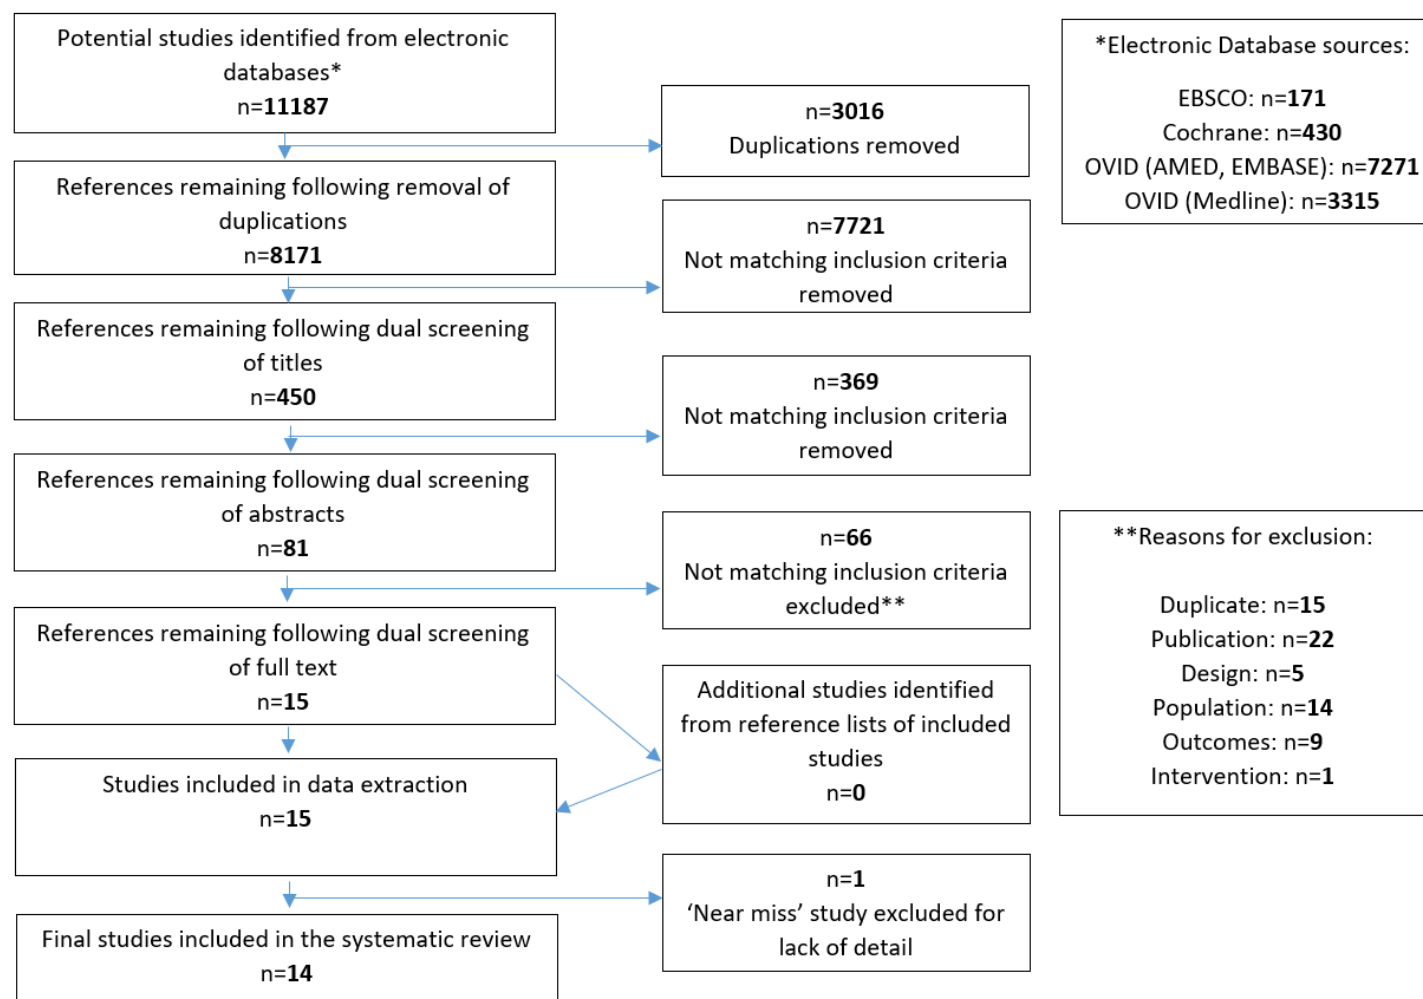 Potential studies identified from electronic
databases*
n=11187
n=3016
Duplications removed
References remaining following removal of
duplications
n=8171
n=7721
Not matching inclusion criteria
removed
References remaining following dual screening
of titles
n=450
n=369
Not matching inclusion criteria
removed
References remaining following dual screening
of abstracts
n=81
n=66
Not matching inclusion criteria
excluded**
References remaining following dual screening
of full text
n=15
Additional studies identified
from reference lists of included
studies
n=0
Studies included in data extraction
n=15
n=1
‘Near miss’ study excluded for
lack of detail
Final studies included in the systematic review
n=14
*Electronic Database sources:
EBSCO: n=171
Cochrane: n=430
OVID (AMED, EMBASE): n=7271
OVID (Medline): n=3315
**Reasons for exclusion:
Duplicate: n=15
Publication: n=22
Design: n=5
Population: n=14
Outcomes: n=9
Intervention: n=1